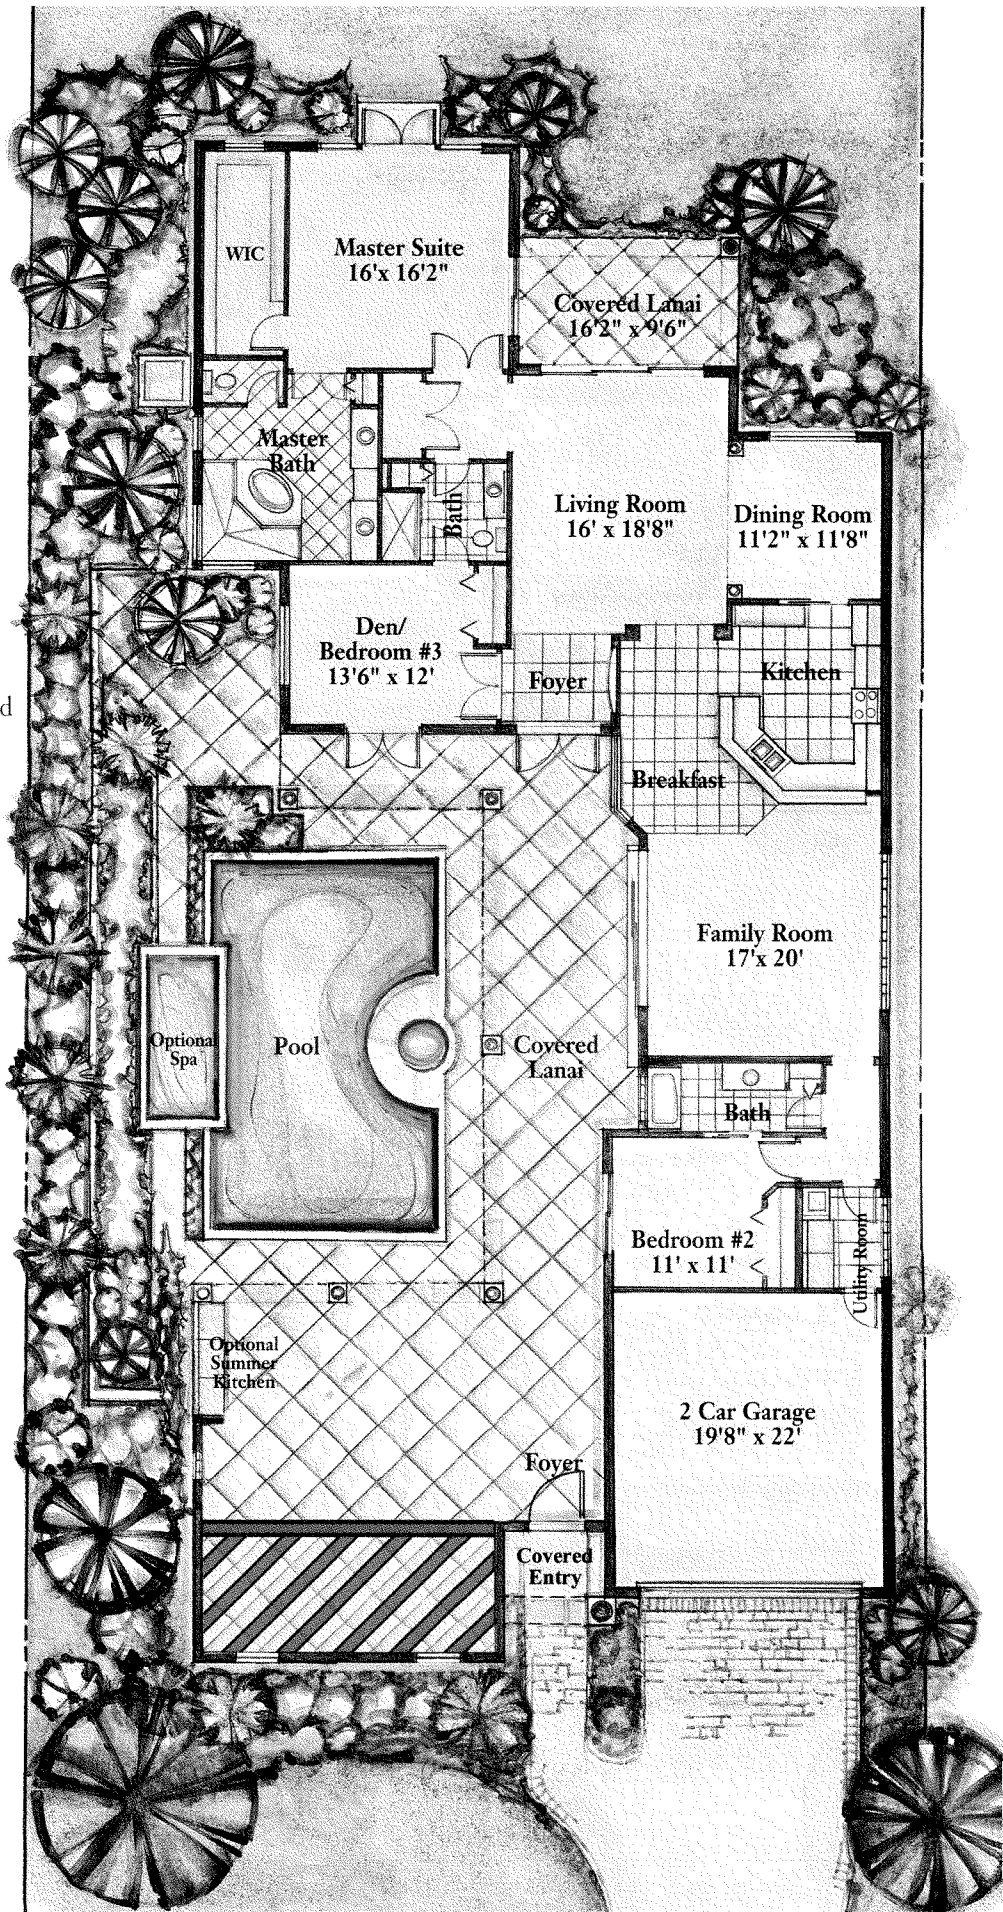 WIC
Master Suite
16'x 16'2"
Covered Lanai
16'2" x 9'6"
Master
Bath
Bath
Living Room
16' x 18'8"
Dining Room
11'2" x 11'8"
Den/
Bedroom #3
13'6" x 12'
Foyer
Kitchen
d
Breakfast
Family Room
17'x 20'
Optional
Spa
Pool
Covered
Lanai
Bath
Bedroom #2
11' x 11'
Utility Room
Optional
Summer
Kitchen
2 Car Garage
19'8" x 22'
Foyer
Covered
Entry